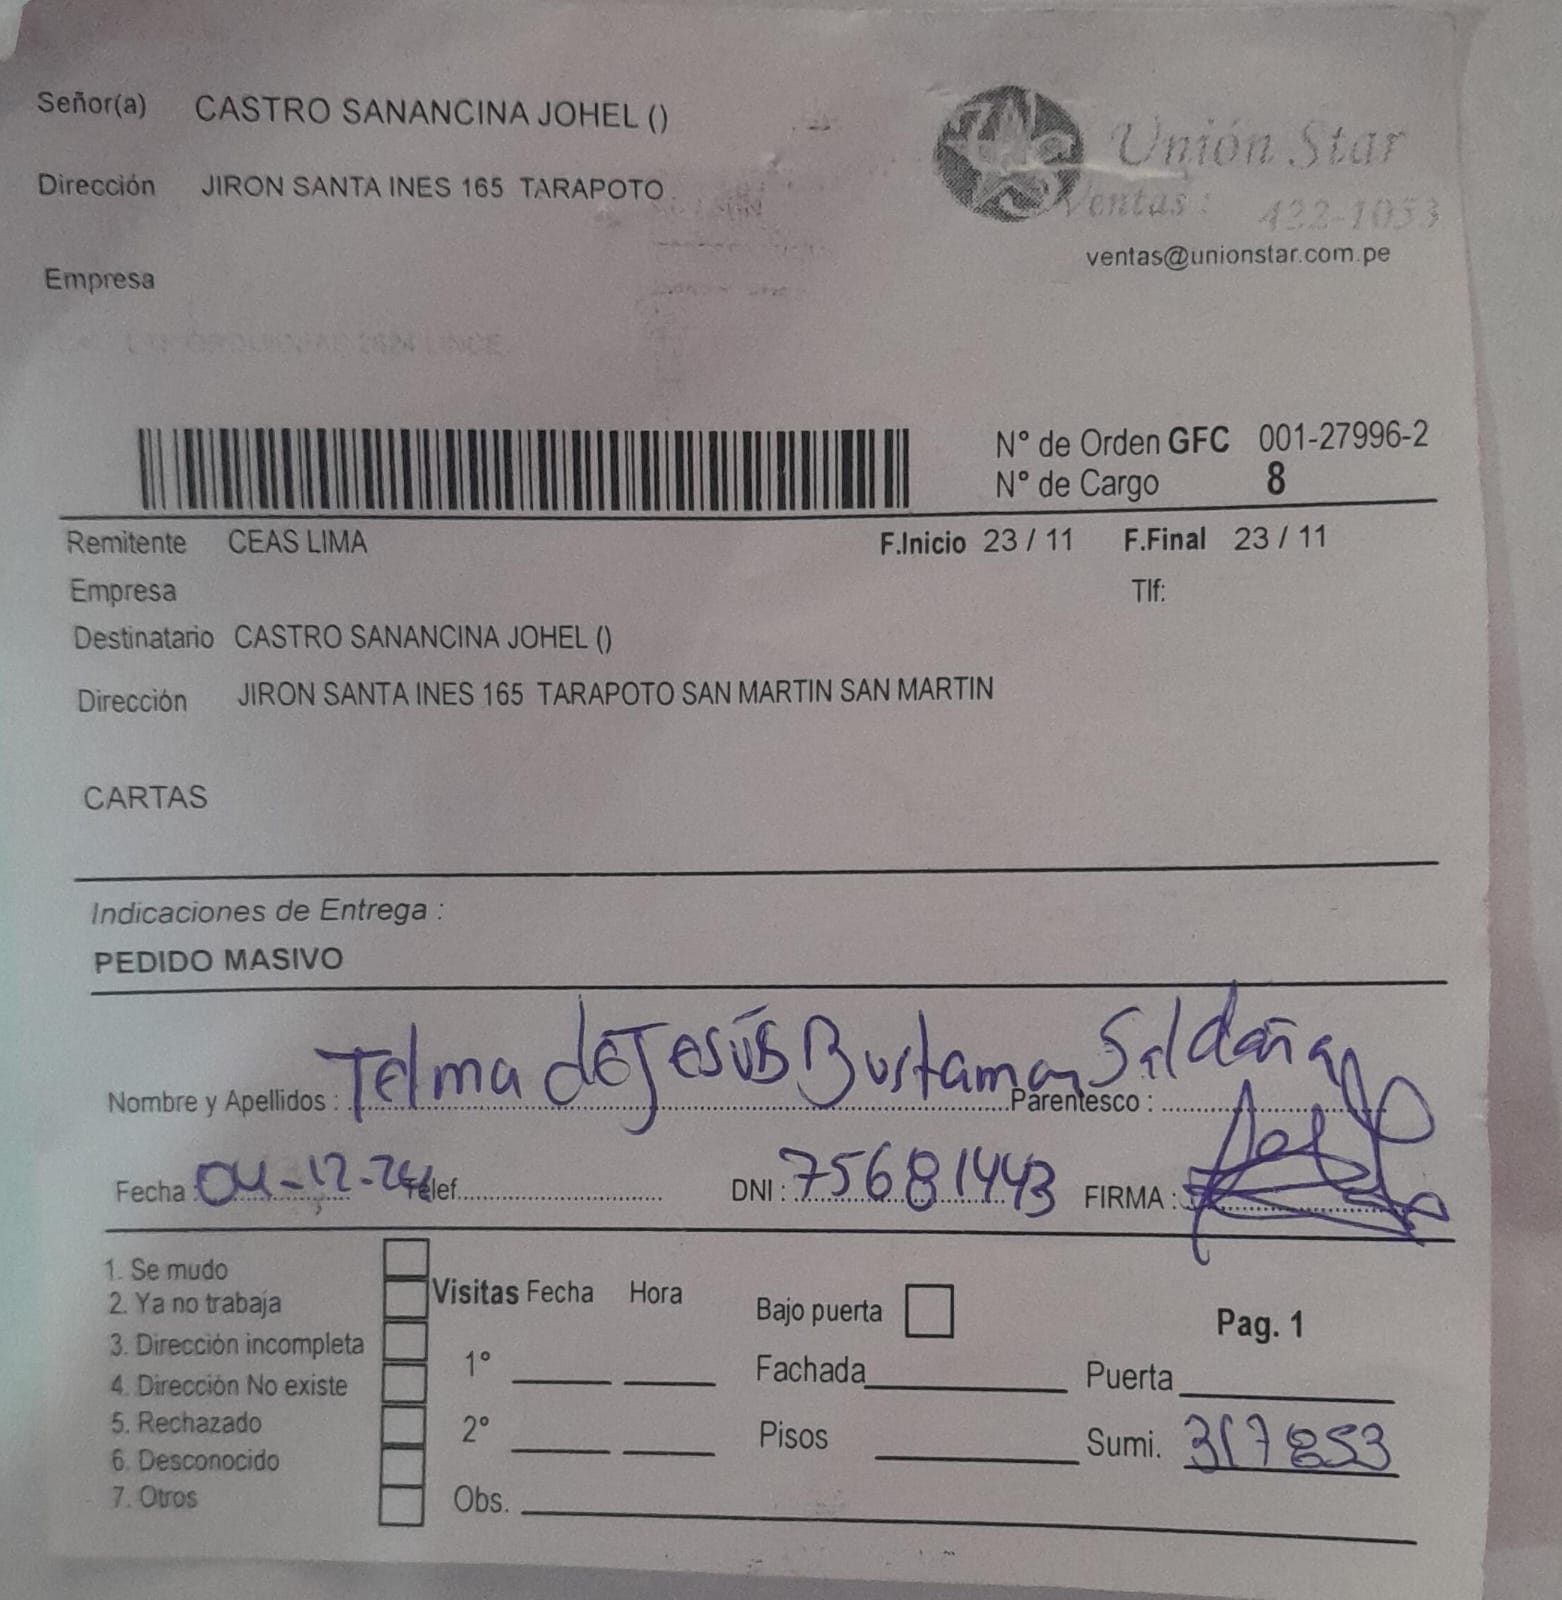 Señor(a) CASTRO SANANCINA JOHEL ()
Unión Star
Dirección JIRON SANTA INES 165 TARAPOTO
Ventas : 422-1053
ventas@unionstar.com.pe
Empresa
N° de Orden GFC 001-27996-2
N° de Cargo 8
Remitente CEAS LIMA F.Inicio 23 / 11 F.Final 23 / 11
Empresa Tlf:
Destinatario CASTRO SANANCINA JOHEL ()
Dirección JIRON SANTA INES 165 TARAPOTO SAN MARTIN SAN MARTIN
CARTAS
Indicaciones de Entrega :
PEDIDO MASIVO
Nombre y Apellidos : Telma de Jesús Bustaman Saldaña Parentesco :
Fecha : 04-12-24 Telef. DNI : 75681443 FIRMA :
1. Se mudo
2. Ya no trabaja
3. Dirección incompleta
4. Dirección No existe
5. Rechazado
6. Desconocido
7. Otros
Visitas Fecha Hora
1°
2°
Obs.
Bajo puerta
Fachada
Pisos
Pag. 1
Puerta
Sumi. 317853